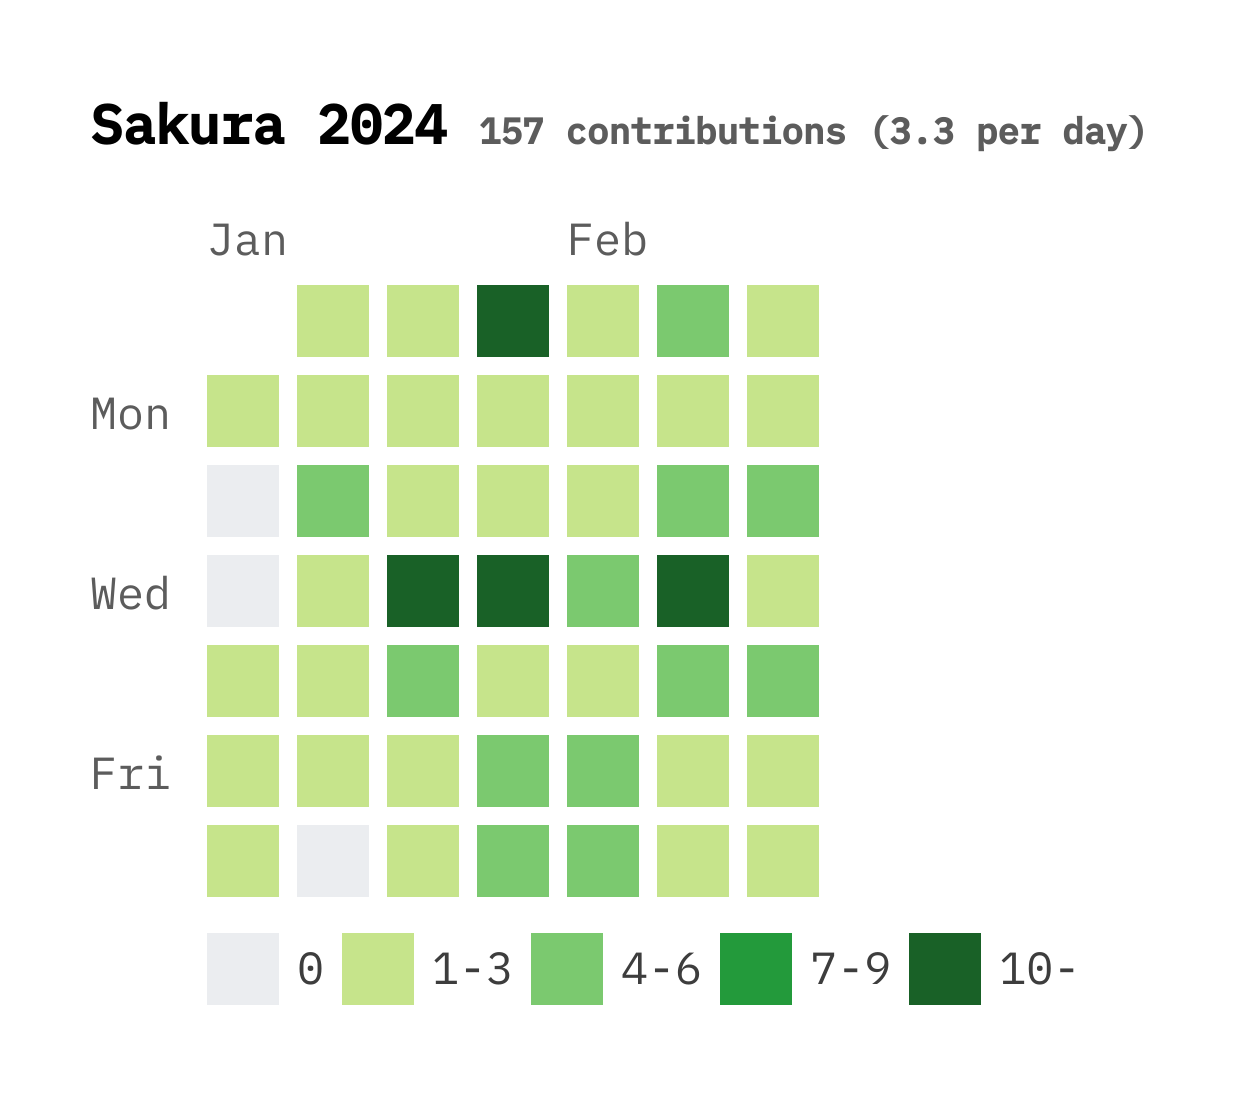 Sakura 2024 157 contributions (3.3 per day)
Jan Feb
Mon
Wed
Fri
0 1-3 4-6 7-9 10-